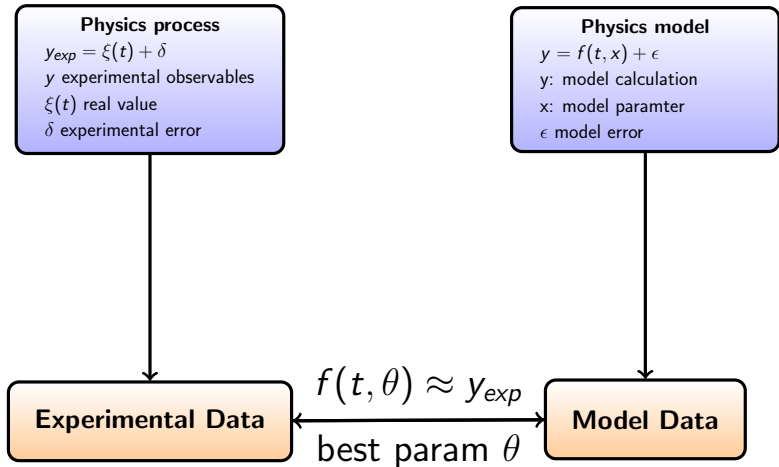 Physics process
y_exp = ξ(t) + δ
y experimental observables
ξ(t) real value
δ experimental error
Physics model
y = f(t, x) + ϵ
y: model calculation
x: model paramter
ϵ model error
f(t, θ) ≈ y_exp
Experimental Data
Model Data
best param θ